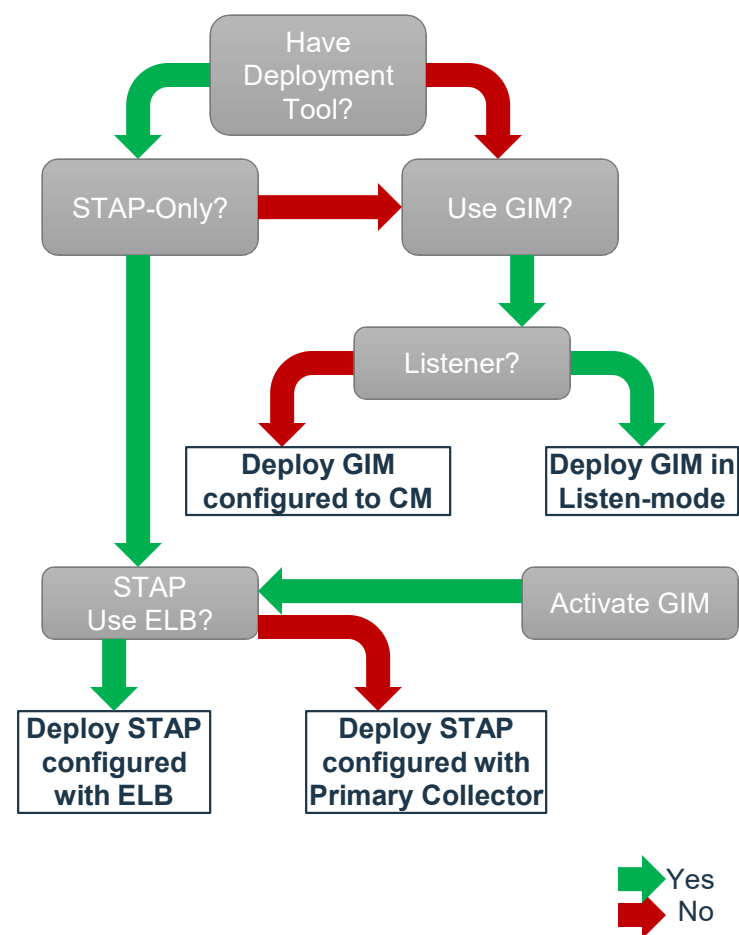 Have
Deployment
Tool?
STAP-Only?
Use GIM?
Listener?
Deploy GIM
configured to CM
Deploy GIM in
Listen-mode
STAP
Use ELB?
Activate GIM
Deploy STAP
configured
with ELB
Deploy STAP
configured with
Primary Collector
Yes
No